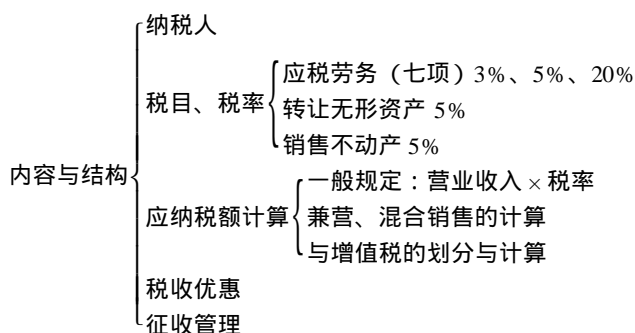 纳税人
应税劳务（七项）3%、5%、20%
税目、税率
转让无形资产 5%
销售不动产 5%
内容与结构
一般规定：营业收入 × 税率
应纳税额计算
兼营、混合销售的计算
与增值税的划分与计算
税收优惠
征收管理